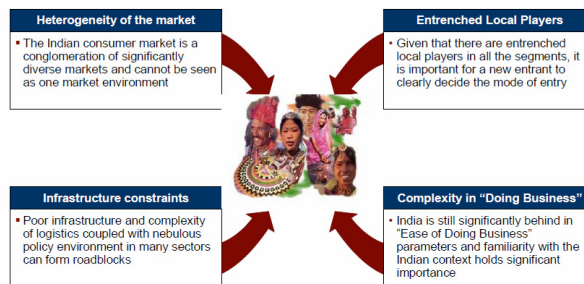 Heterogeneity of the market
▪ The Indian consumer market is a
conglomeration of significantly
diverse markets and cannot be seen
as one market environment
Entrenched Local Players
• Given that there are entrenched
local players in all the segments, it
is important for a new entrant to
clearly decide the mode of entry
Infrastructure constraints
▪ Poor infrastructure and complexity
of logistics coupled with nebulous
policy environment in many sectors
can form roadblocks
Complexity in “Doing Business”
• India is still significantly behind in
“Ease of Doing Business”
parameters and familiarity with the
Indian context holds significant
importance